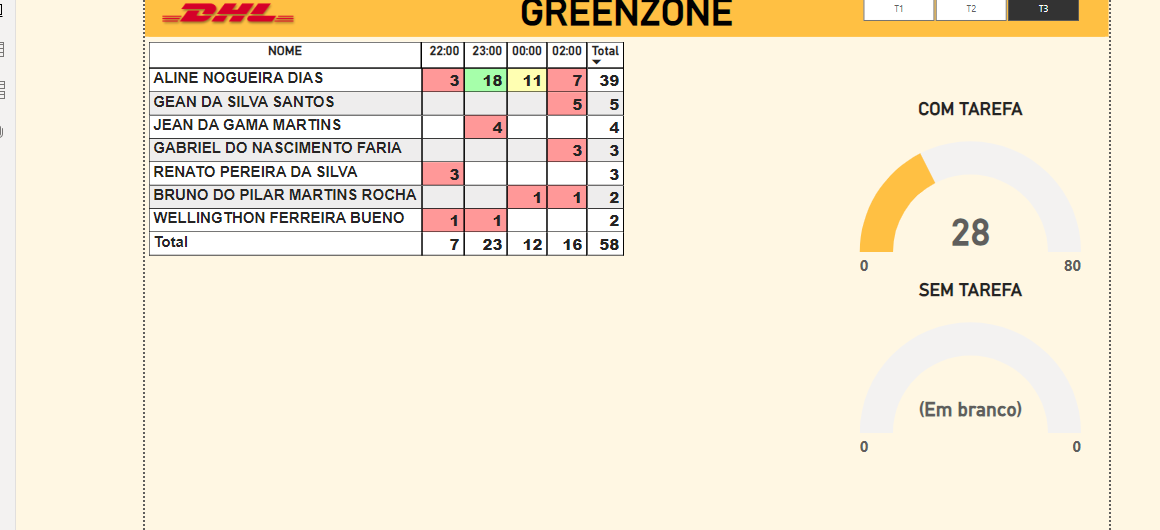 DHL
GREENZONE
T1 T2 T3
NOME 22:00 23:00 00:00 02:00 Total
ALINE NOGUEIRA DIAS 3 18 11 7 39
GEAN DA SILVA SANTOS 5 5
JEAN DA GAMA MARTINS 4 4
GABRIEL DO NASCIMENTO FARIA 3 3
RENATO PEREIRA DA SILVA 3 3
BRUNO DO PILAR MARTINS ROCHA 1 1 2
WELLINGTHON FERREIRA BUENO 1 1 2
Total 7 23 12 16 58
COM TAREFA
28
0 80
SEM TAREFA
(Em branco)
0 0